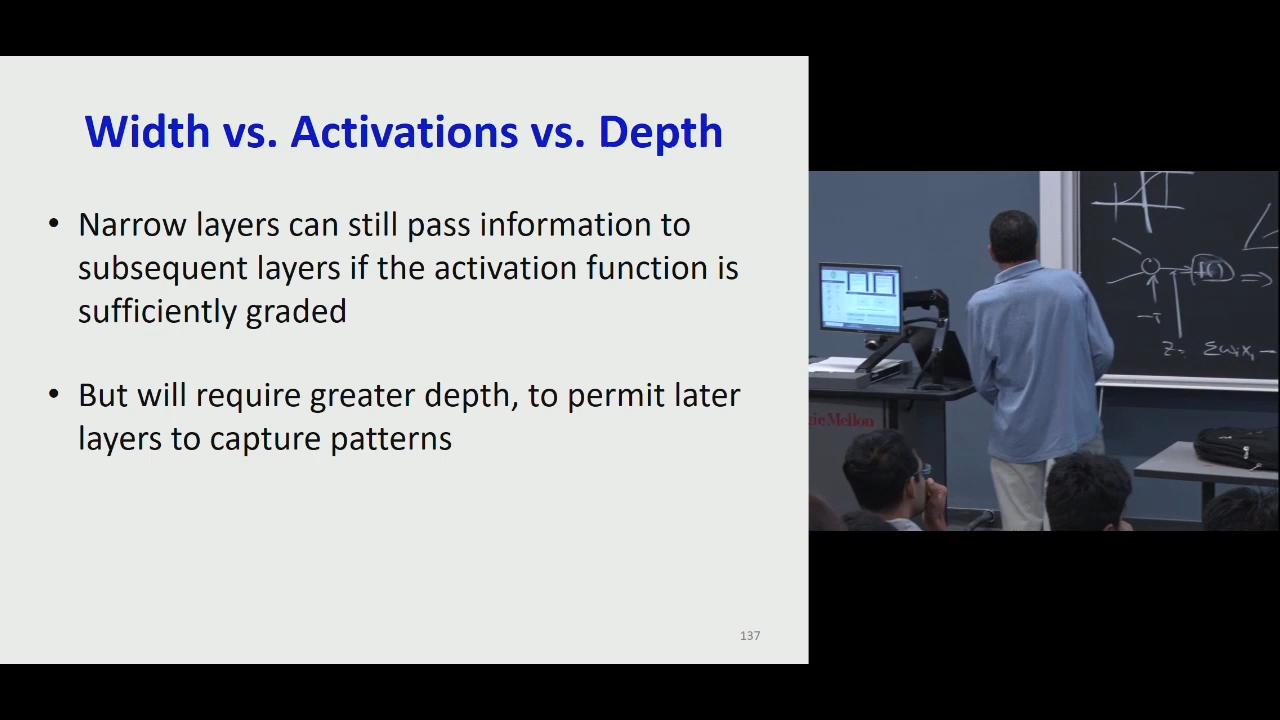 Width vs. Activations vs. Depth
• Narrow layers can still pass information to
subsequent layers if the activation function is
sufficiently graded
• But will require greater depth, to permit later
layers to capture patterns
137
Mellon
-T